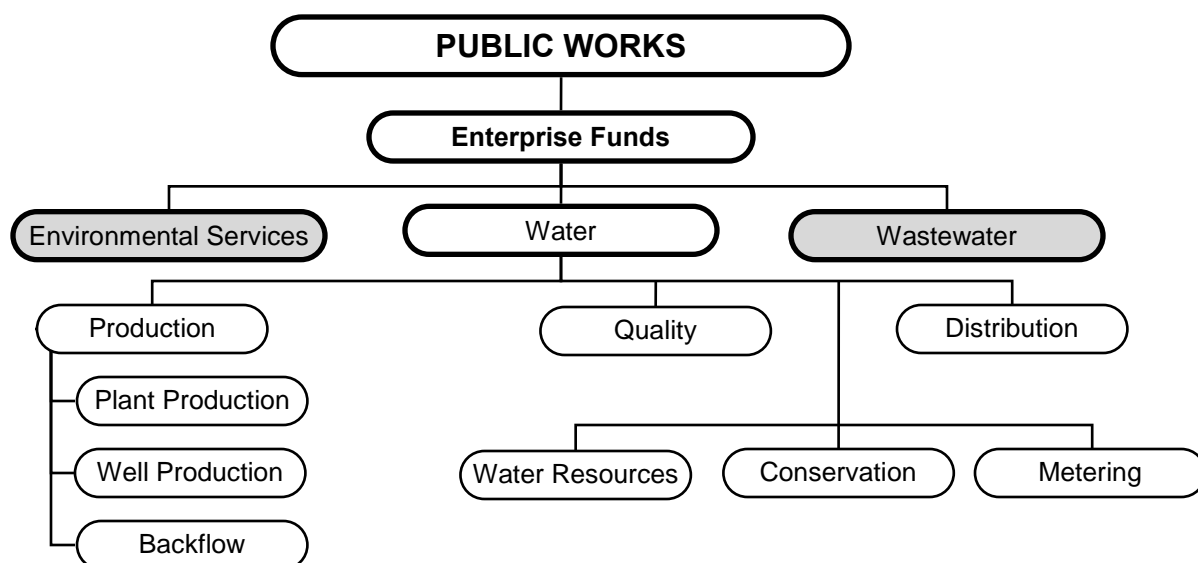 PUBLIC WORKS
Enterprise Funds
Environmental Services
Water
Wastewater
Production
Quality
Distribution
Plant Production
Well Production
Backflow
Water Resources
Conservation
Metering